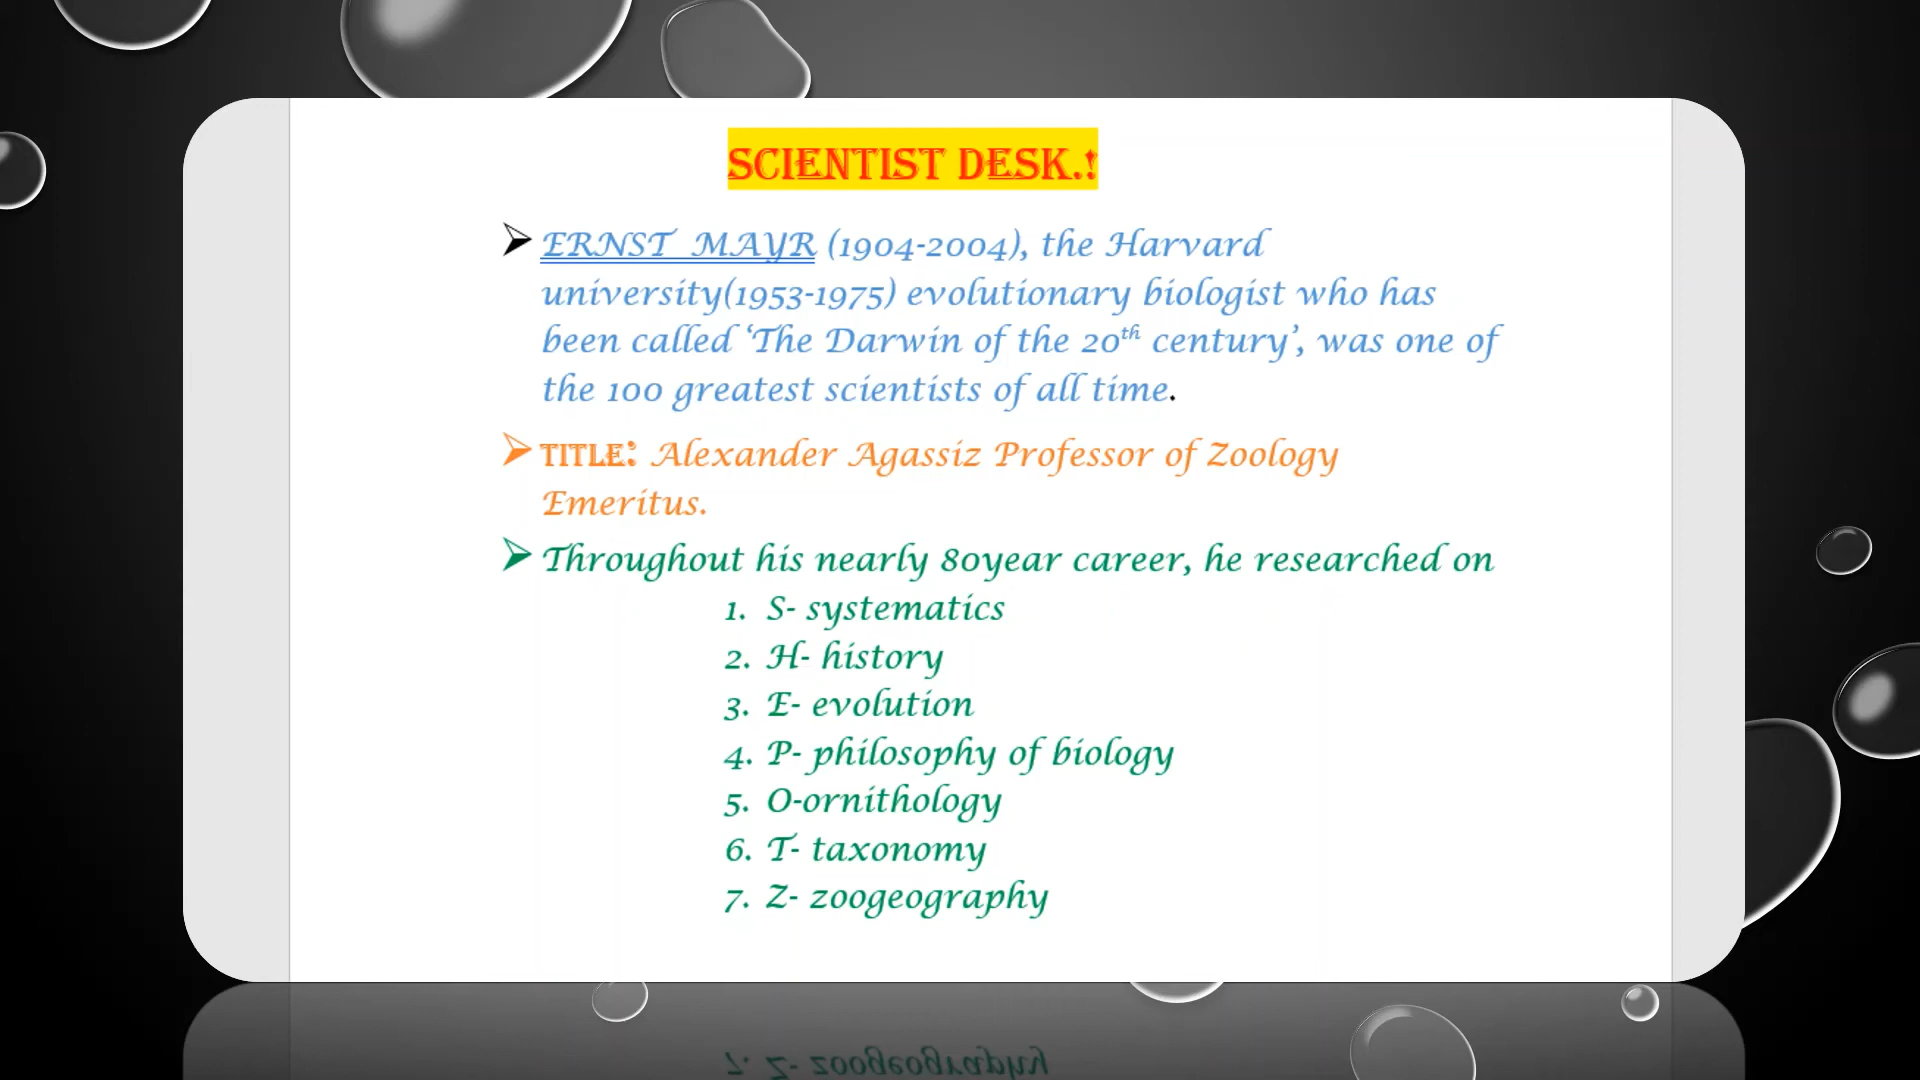 SCIENTIST DESK.!
ERNST MAYR (1904-2004), the Harvard
university(1953-1975) evolutionary biologist who has
been called ‘The Darwin of the 20th century’, was one of
the 100 greatest scientists of all time.
TITLE: Alexander Agassiz Professor of Zoology
Emeritus.
Throughout his nearly 80year career, he researched on
1. S- systematics
2. H- history
3. E- evolution
4. P- philosophy of biology
5. O-ornithology
6. T- taxonomy
7. Z- zoogeography